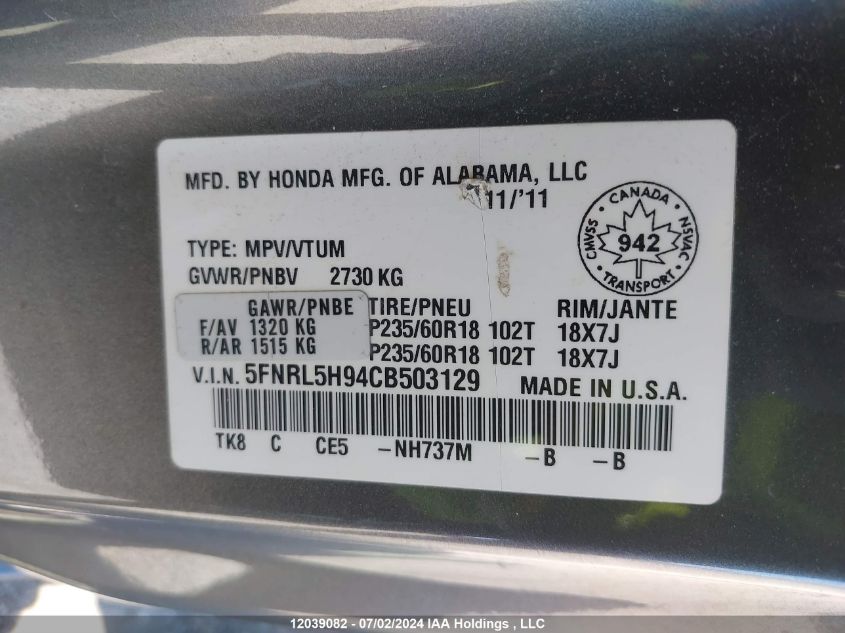 MFD. BY HONDA MFG. OF ALABAMA, LLC
11/'11
CANADA
CMVSS
942
NSVAC
TRANSPORT
TYPE: MPV/VTUM
GVWR/PNBV 2730 KG
GAWR/PNBE TIRE/PNEU RIM/JANTE
F/AV 1320 KG P235/60R18 102T 18X7J
R/AR 1515 KG P235/60R18 102T 18X7J
V.I.N. 5FNRL5H94CB503129 MADE IN U.S.A.
TK8 C CE5 -NH737M -B -B
12039082 - 07/02/2024 IAA Holdings , LLC